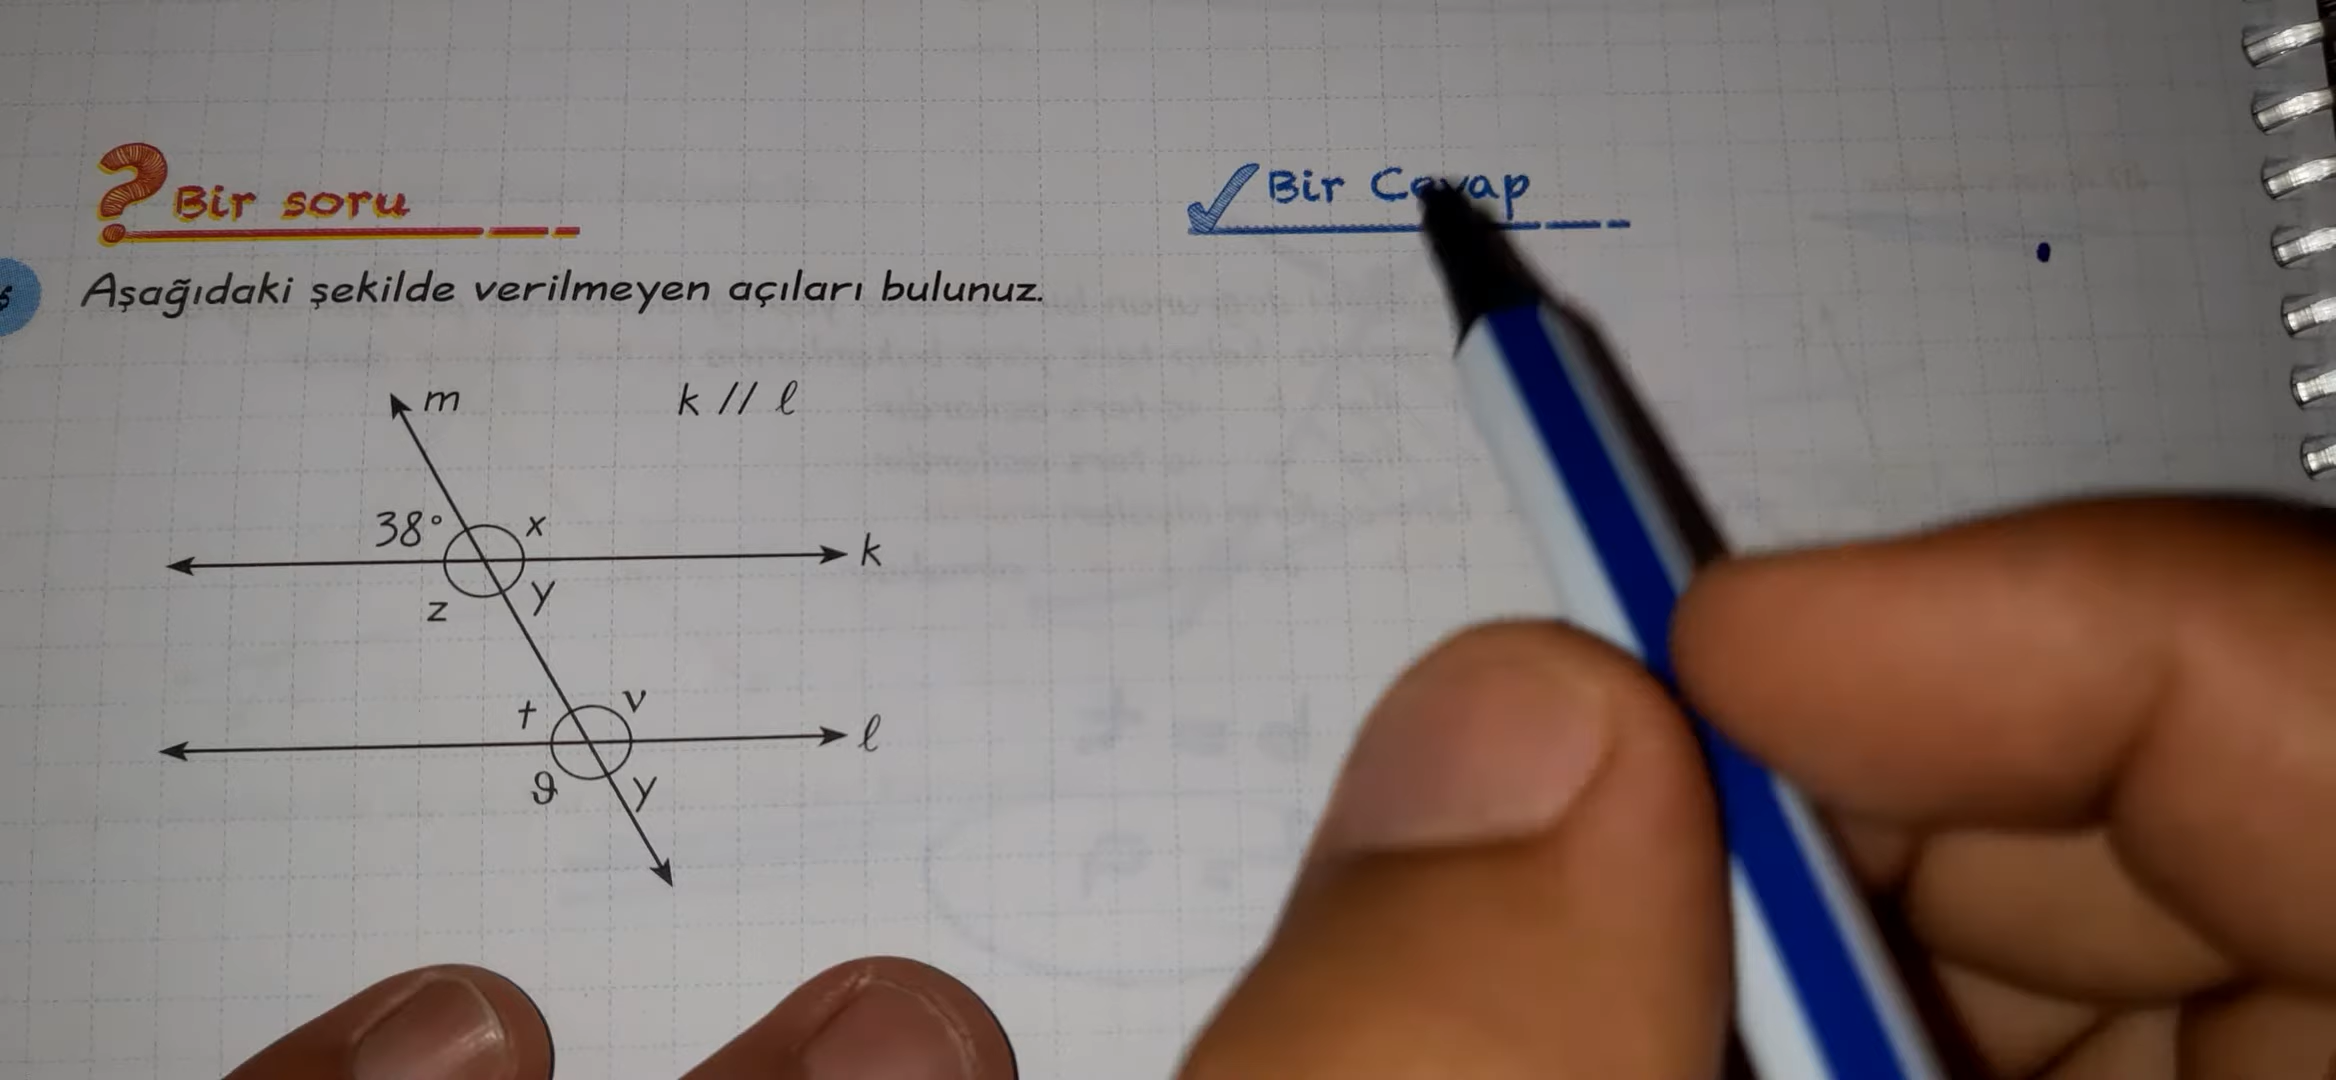 Bir soru
Bir Cevap
Aşağıdaki şekilde verilmeyen açıları bulunuz.
m
k // ℓ
38° x
k
z y
t v
ℓ
ϑ y